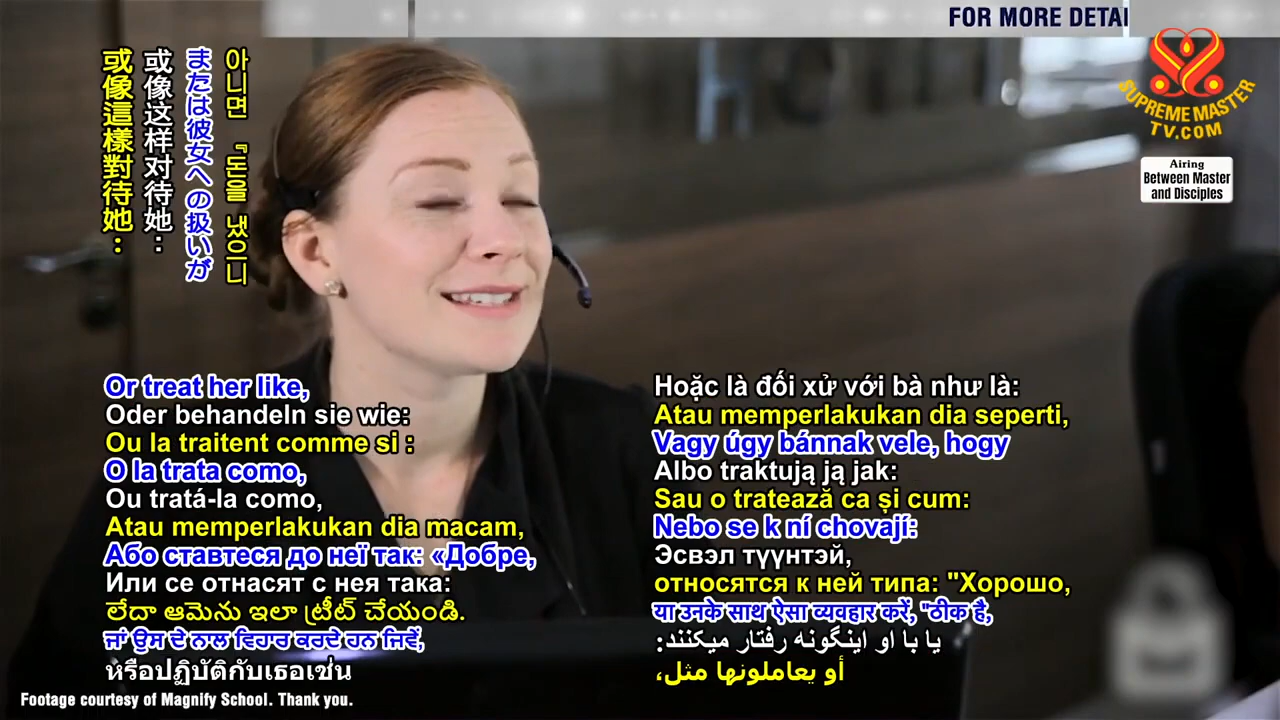 FOR MORE DETAI
SUPREME MASTER
TV.COM
Airing
Between Master
and Disciples
아니면 『돈을 냈으니
または彼女への扱いが
或像这样对待她：
或像這樣對待她：
Or treat her like,
Oder behandeln sie wie:
Ou la traitent comme si :
O la trata como,
Ou tratá-la como,
Atau memperlakukan dia macam,
Або ставтеся до неї так: «Добре,
Или се отнасят с нея така:
లేదా ఆమెను ఇలా ట్రీట్ చేయండి.
ਜਾਂ ਉਸ ਦੇ ਨਾਲ ਵਿਹਾਰ ਕਰਦੇ ਹਨ ਜਿਵੇਂ,
หรือปฏิบัติกับเธอเช่น
Hoặc là đối xử với bà như là:
Atau memperlakukan dia seperti,
Vagy úgy bánnak vele, hogy
Albo traktują ją jak:
Sau o tratează ca și cum:
Nebo se k ní chovají:
Эсвэл түүнтэй,
относятся к ней типа: "Хорошо,
या उनके साथ ऐसा व्यवहार करें, "ठीक है,
یا با او اینگونه رفتار میکنند:
أو يعاملونها مثل،
Footage courtesy of Magnify School. Thank you.